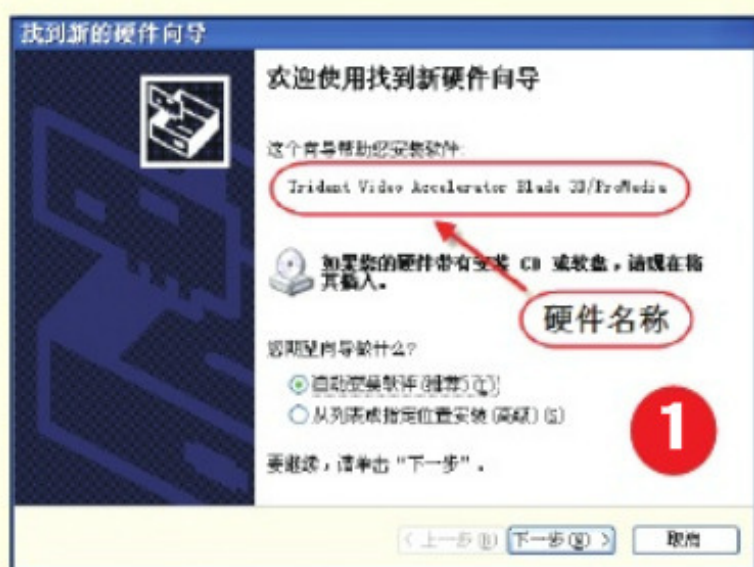 找到新的硬件向导
欢迎使用找到新硬件向导
这个向导帮助您安装软件:
Trident Video Accelerator Blade 3D/ProMedia
如果您的硬件带有安装 CD 或软盘，请现在将
其插入。
硬件名称
您期望向导做什么?
自动安装软件(推荐)(I)
从列表或指定位置安装(高级)(S)
1
要继续，请单击“下一步”。
<上一步(B) 下一步(N)> 取消